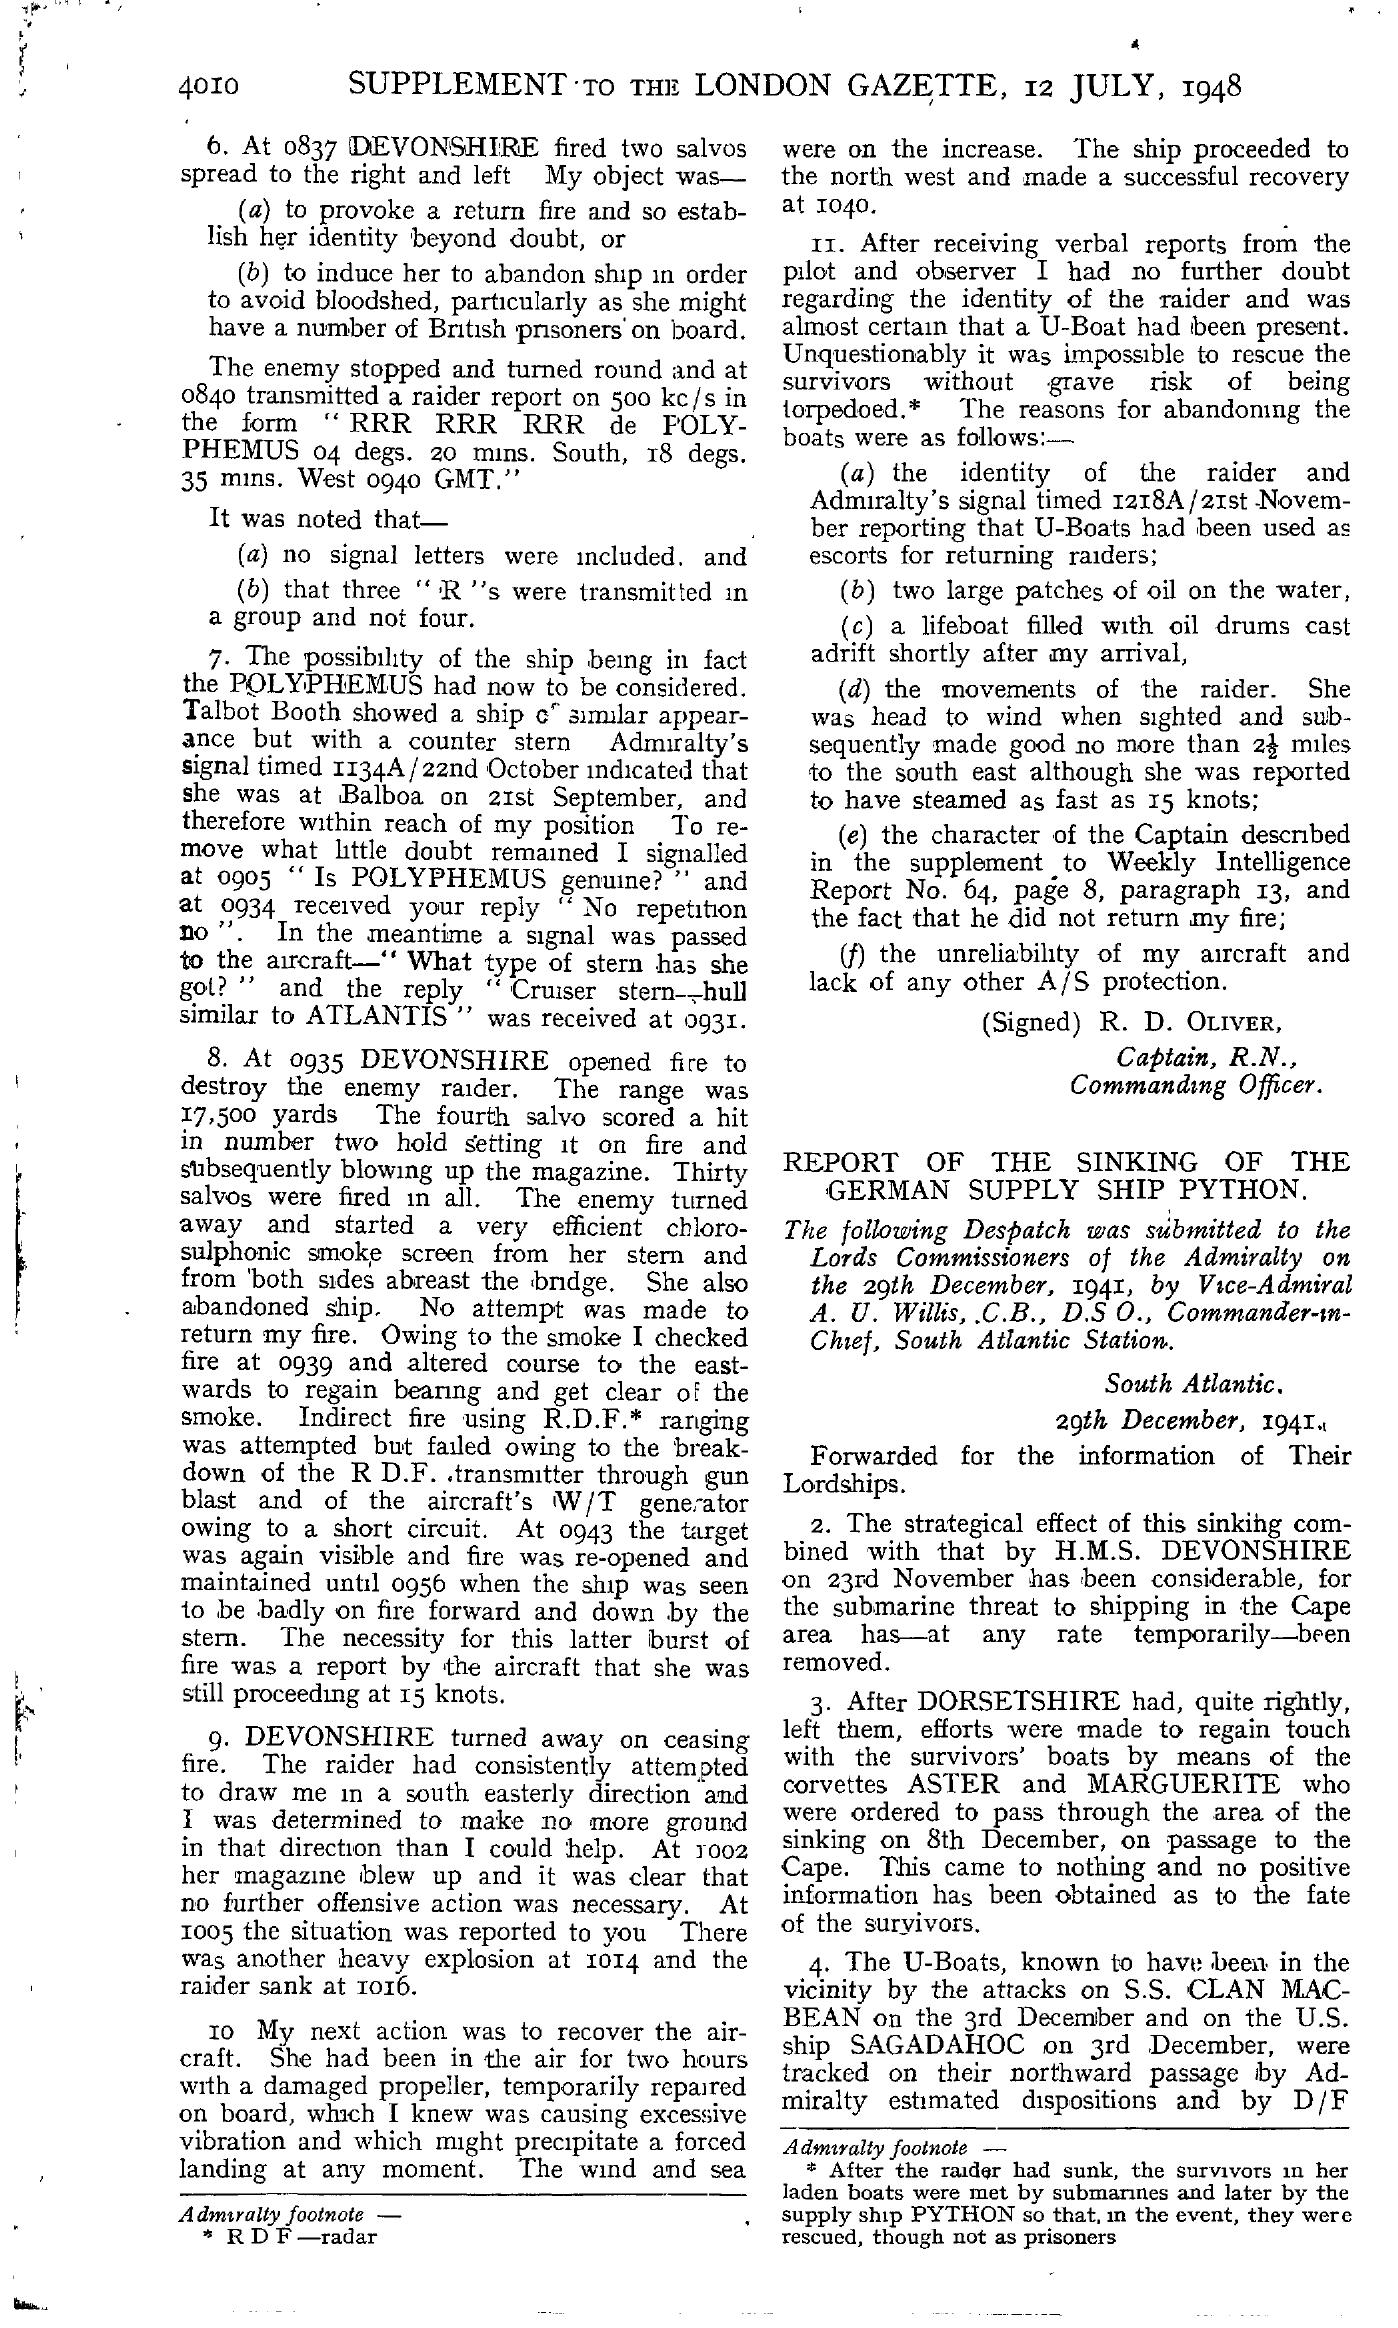 4010 SUPPLEMENT TO THE LONDON GAZETTE, 12 JULY, 1948
6. At 0837 DEVONSHIRE fired two salvos
spread to the right and left My object was—
(a) to provoke a return fire and so estab-
lish her identity beyond doubt, or
(b) to induce her to abandon ship in order
to avoid bloodshed, particularly as she might
have a number of British prisoners on board.
The enemy stopped and turned round and at
0840 transmitted a raider report on 500 kc/s in
the form " RRR RRR RRR de POLY-
PHEMUS 04 degs. 20 mins. South, 18 degs.
35 mins. West 0940 GMT."
It was noted that—
(a) no signal letters were included. and
(b) that three " R "s were transmitted in
a group and not four.
7. The possibility of the ship being in fact
the POLYPHEMUS had now to be considered.
Talbot Booth showed a ship of similar appear-
ance but with a counter stern Admiralty's
signal timed 1134A/22nd October indicated that
she was at Balboa on 21st September, and
therefore within reach of my position To re-
move what little doubt remained I signalled
at 0905 " Is POLYPHEMUS genuine? " and
at 0934 received your reply " No repetition
no ". In the meantime a signal was passed
to the aircraft—" What type of stern has she
got? " and the reply " Cruiser stern—hull
similar to ATLANTIS " was received at 0931.
8. At 0935 DEVONSHIRE opened fire to
destroy the enemy raider. The range was
17,500 yards The fourth salvo scored a hit
in number two hold setting it on fire and
subsequently blowing up the magazine. Thirty
salvos were fired in all. The enemy turned
away and started a very efficient chloro-
sulphonic smoke screen from her stern and
from both sides abreast the bridge. She also
abandoned ship. No attempt was made to
return my fire. Owing to the smoke I checked
fire at 0939 and altered course to the east-
wards to regain bearing and get clear of the
smoke. Indirect fire using R.D.F.* ranging
was attempted but failed owing to the break-
down of the R D.F. transmitter through gun
blast and of the aircraft's W/T generator
owing to a short circuit. At 0943 the target
was again visible and fire was re-opened and
maintained until 0956 when the ship was seen
to be badly on fire forward and down by the
stern. The necessity for this latter burst of
fire was a report by the aircraft that she was
still proceeding at 15 knots.
9. DEVONSHIRE turned away on ceasing
fire. The raider had consistently attempted
to draw me in a south easterly direction and
I was determined to make no more ground
in that direction than I could help. At 1002
her magazine blew up and it was clear that
no further offensive action was necessary. At
1005 the situation was reported to you There
was another heavy explosion at 1014 and the
raider sank at 1016.
10 My next action was to recover the air-
craft. She had been in the air for two hours
with a damaged propeller, temporarily repaired
on board, which I knew was causing excessive
vibration and which might precipitate a forced
landing at any moment. The wind and sea
Admiralty footnote —
* R D F—radar
were on the increase. The ship proceeded to
the north west and made a successful recovery
at 1040.
11. After receiving verbal reports from the
pilot and observer I had no further doubt
regarding the identity of the raider and was
almost certain that a U-Boat had been present.
Unquestionably it was impossible to rescue the
survivors without grave risk of being
torpedoed.* The reasons for abandoning the
boats were as follows:—
(a) the identity of the raider and
Admiralty's signal timed 1218A/21st Novem-
ber reporting that U-Boats had been used as
escorts for returning raiders;
(b) two large patches of oil on the water,
(c) a lifeboat filled with oil drums cast
adrift shortly after my arrival,
(d) the movements of the raider. She
was head to wind when sighted and sub-
sequently made good no more than 2½ miles
to the south east although she was reported
to have steamed as fast as 15 knots;
(e) the character of the Captain described
in the supplement to Weekly Intelligence
Report No. 64, page 8, paragraph 13, and
the fact that he did not return my fire;
(f) the unreliability of my aircraft and
lack of any other A/S protection.
(Signed) R. D. OLIVER,
Captain, R.N.,
Commanding Officer.
REPORT OF THE SINKING OF THE
GERMAN SUPPLY SHIP PYTHON.
The following Despatch was submitted to the
Lords Commissioners of the Admiralty on
the 29th December, 1941, by Vice-Admiral
A. U. Willis, C.B., D.S O., Commander-in-
Chief, South Atlantic Station.
South Atlantic.
29th December, 1941.
Forwarded for the information of Their
Lordships.
2. The strategical effect of this sinking com-
bined with that by H.M.S. DEVONSHIRE
on 23rd November has been considerable, for
the submarine threat to shipping in the Cape
area has—at any rate temporarily—been
removed.
3. After DORSETSHIRE had, quite rightly,
left them, efforts were made to regain touch
with the survivors' boats by means of the
corvettes ASTER and MARGUERITE who
were ordered to pass through the area of the
sinking on 8th December, on passage to the
Cape. This came to nothing and no positive
information has been obtained as to the fate
of the survivors.
4. The U-Boats, known to have been in the
vicinity by the attacks on S.S. CLAN MAC-
BEAN on the 3rd December and on the U.S.
ship SAGADAHOC on 3rd December, were
tracked on their northward passage by Ad-
miralty estimated dispositions and by D/F
Admiralty footnote —
* After the raider had sunk, the survivors in her
laden boats were met by submarines and later by the
supply ship PYTHON so that, in the event, they were
rescued, though not as prisoners